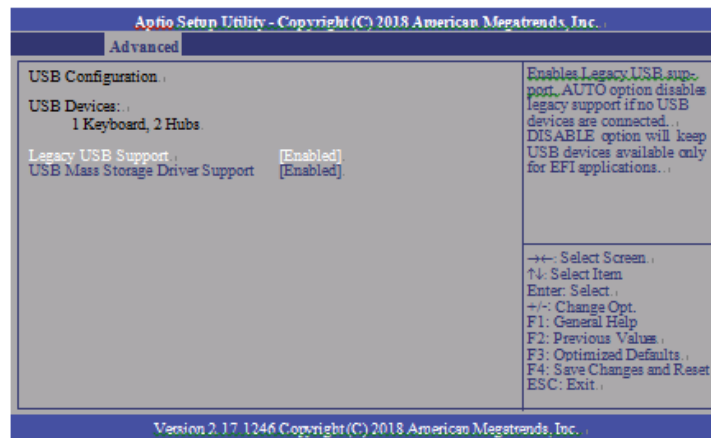 Aptio Setup Utility - Copyright (C) 2018 American Megatrends, Inc.
Advanced
USB Configuration
USB Devices:
1 Keyboard, 2 Hubs
Legacy USB Support [Enabled]
USB Mass Storage Driver Support [Enabled]
Enables Legacy USB sup-
port. AUTO option disables
legacy support if no USB
devices are connected.
DISABLE option will keep
USB devices available only
for EFI applications.
→←: Select Screen
↑↓: Select Item
Enter: Select
+/-: Change Opt.
F1: General Help
F2: Previous Values
F3: Optimized Defaults
F4: Save Changes and Reset
ESC: Exit
Version 2.17.1246 Copyright (C) 2018 American Megatrends, Inc.